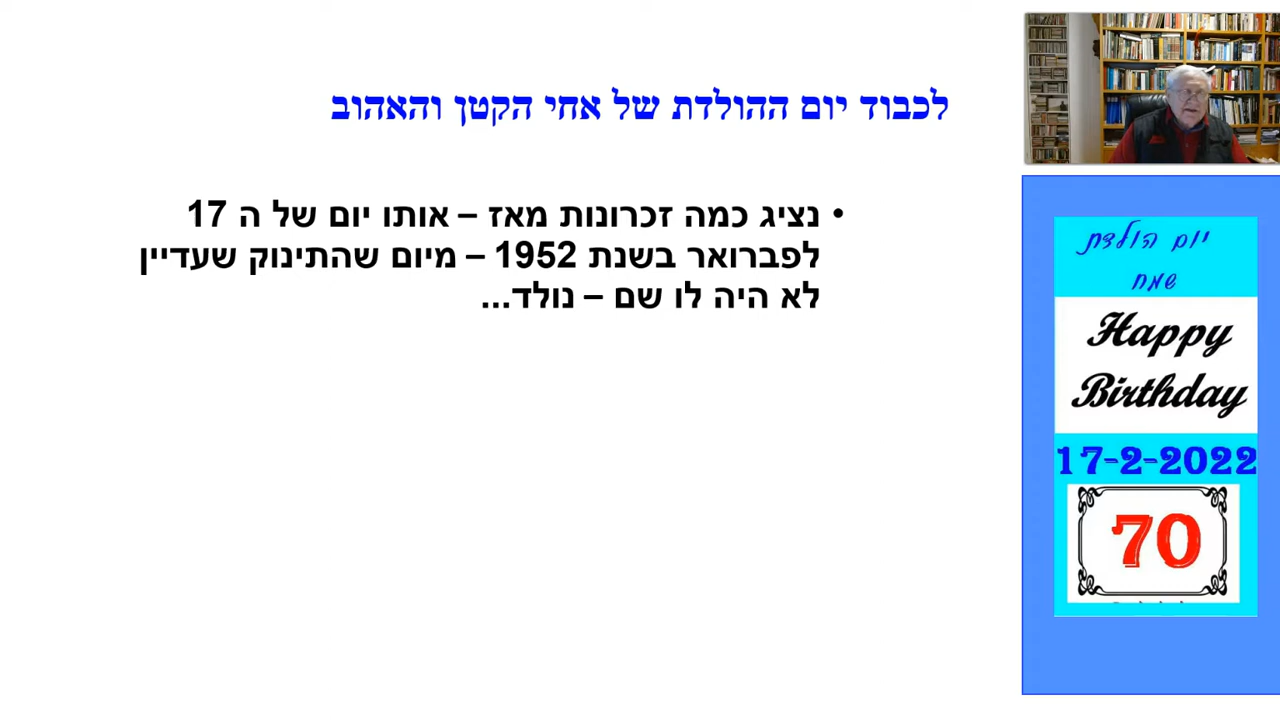 לכבוד יום ההולדת של אחי הקטן והאהוב
• נציג כמה זכרונות מאז – אותו יום של ה 17
לפברואר בשנת 1952 – מיום שהתינוק שעדיין
לא היה לו שם – נולד...
יום הולדת
שמח
Happy
Birthday
17-2-2022
70